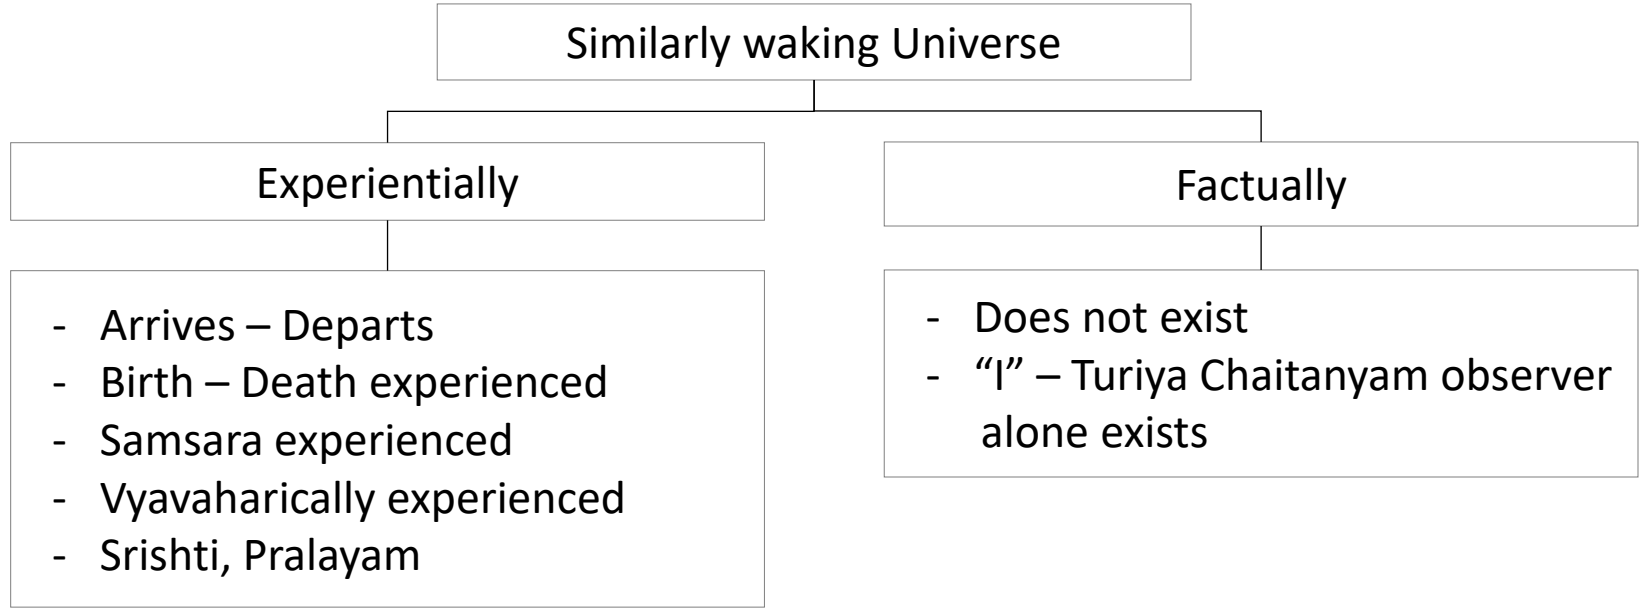 Similarly waking Universe
Experientially
Factually
- Arrives – Departs
- Birth – Death experienced
- Samsara experienced
- Vyavaharically experienced
- Srishti, Pralayam
- Does not exist
- “I” – Turiya Chaitanyam observer
alone exists